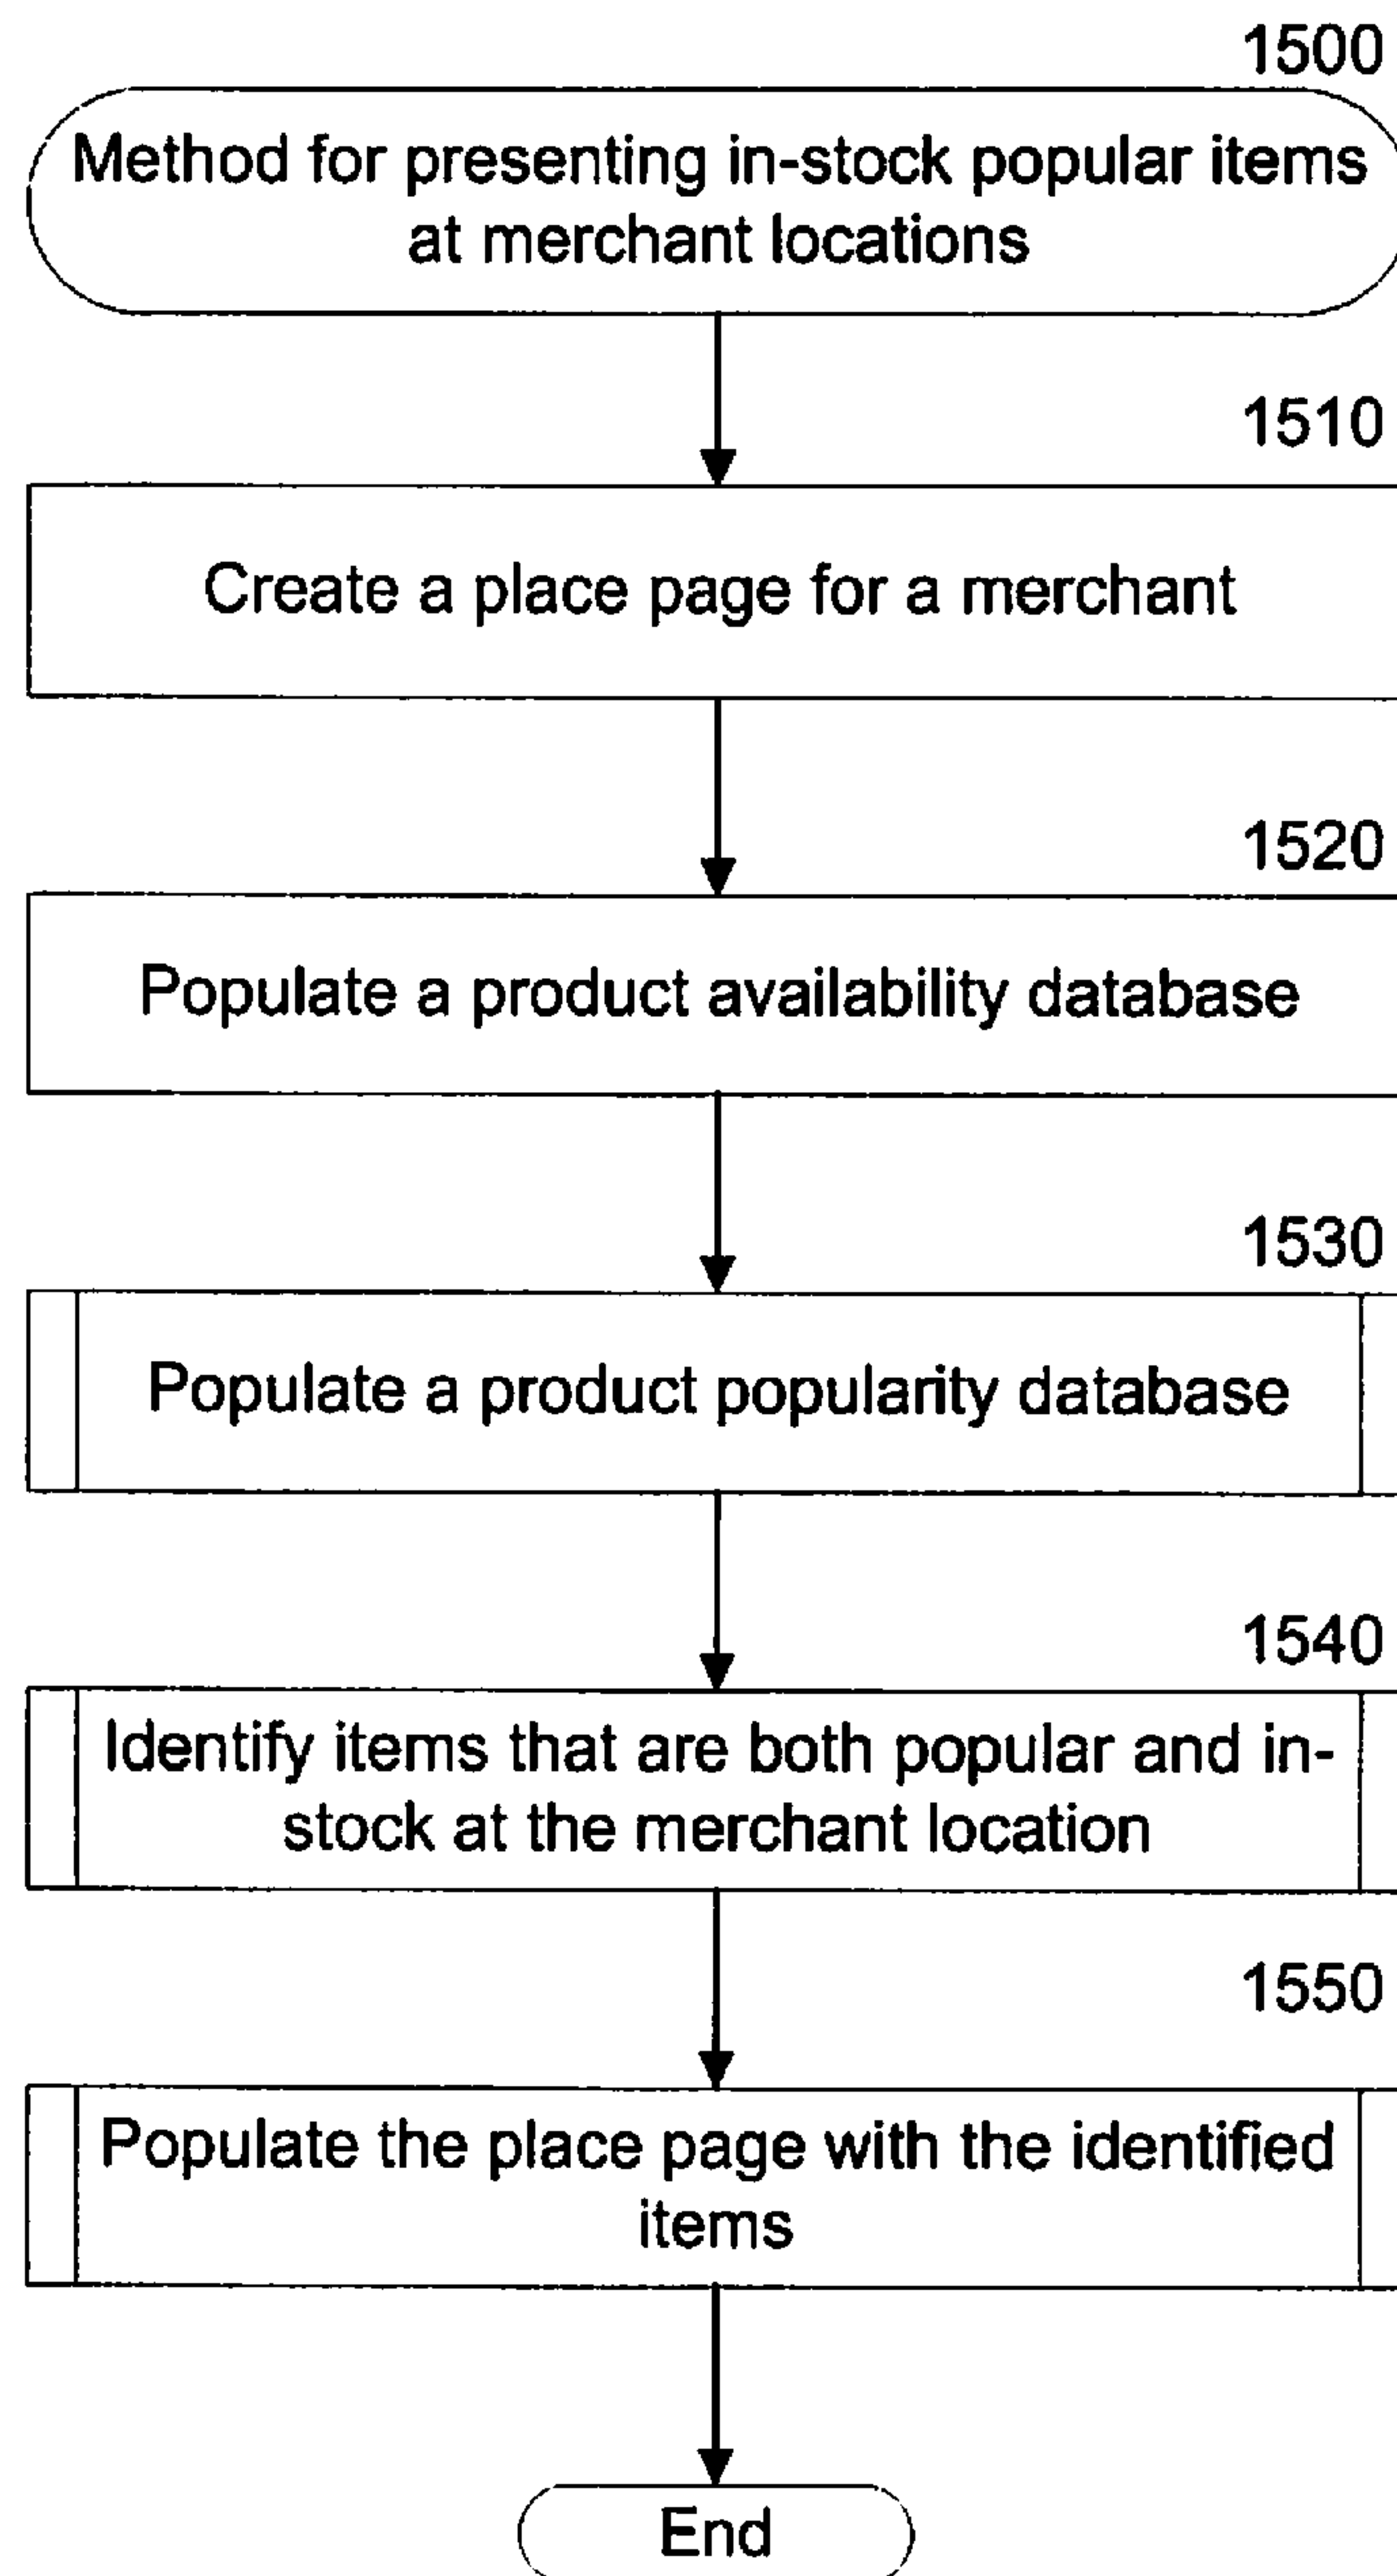 1500
Method for presenting in-stock popular items
at merchant locations
1510
Create a place page for a merchant
1520
Populate a product availability database
1530
Populate a product popularity database
1540
Identify items that are both popular and in-
stock at the merchant location
1550
Populate the place page with the identified
items
End